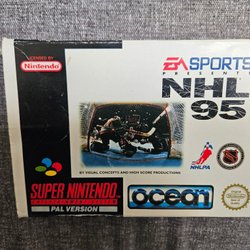 LICENSED BY
Nintendo
EA SPORTS
PRESENTS
NHL
95
BY VISUAL CONCEPTS AND HIGH SCORE PRODUCTIONS
NHLPA
SUPER NINTENDO
ENTERTAINMENT SYSTEM
PAL VERSION
ocean